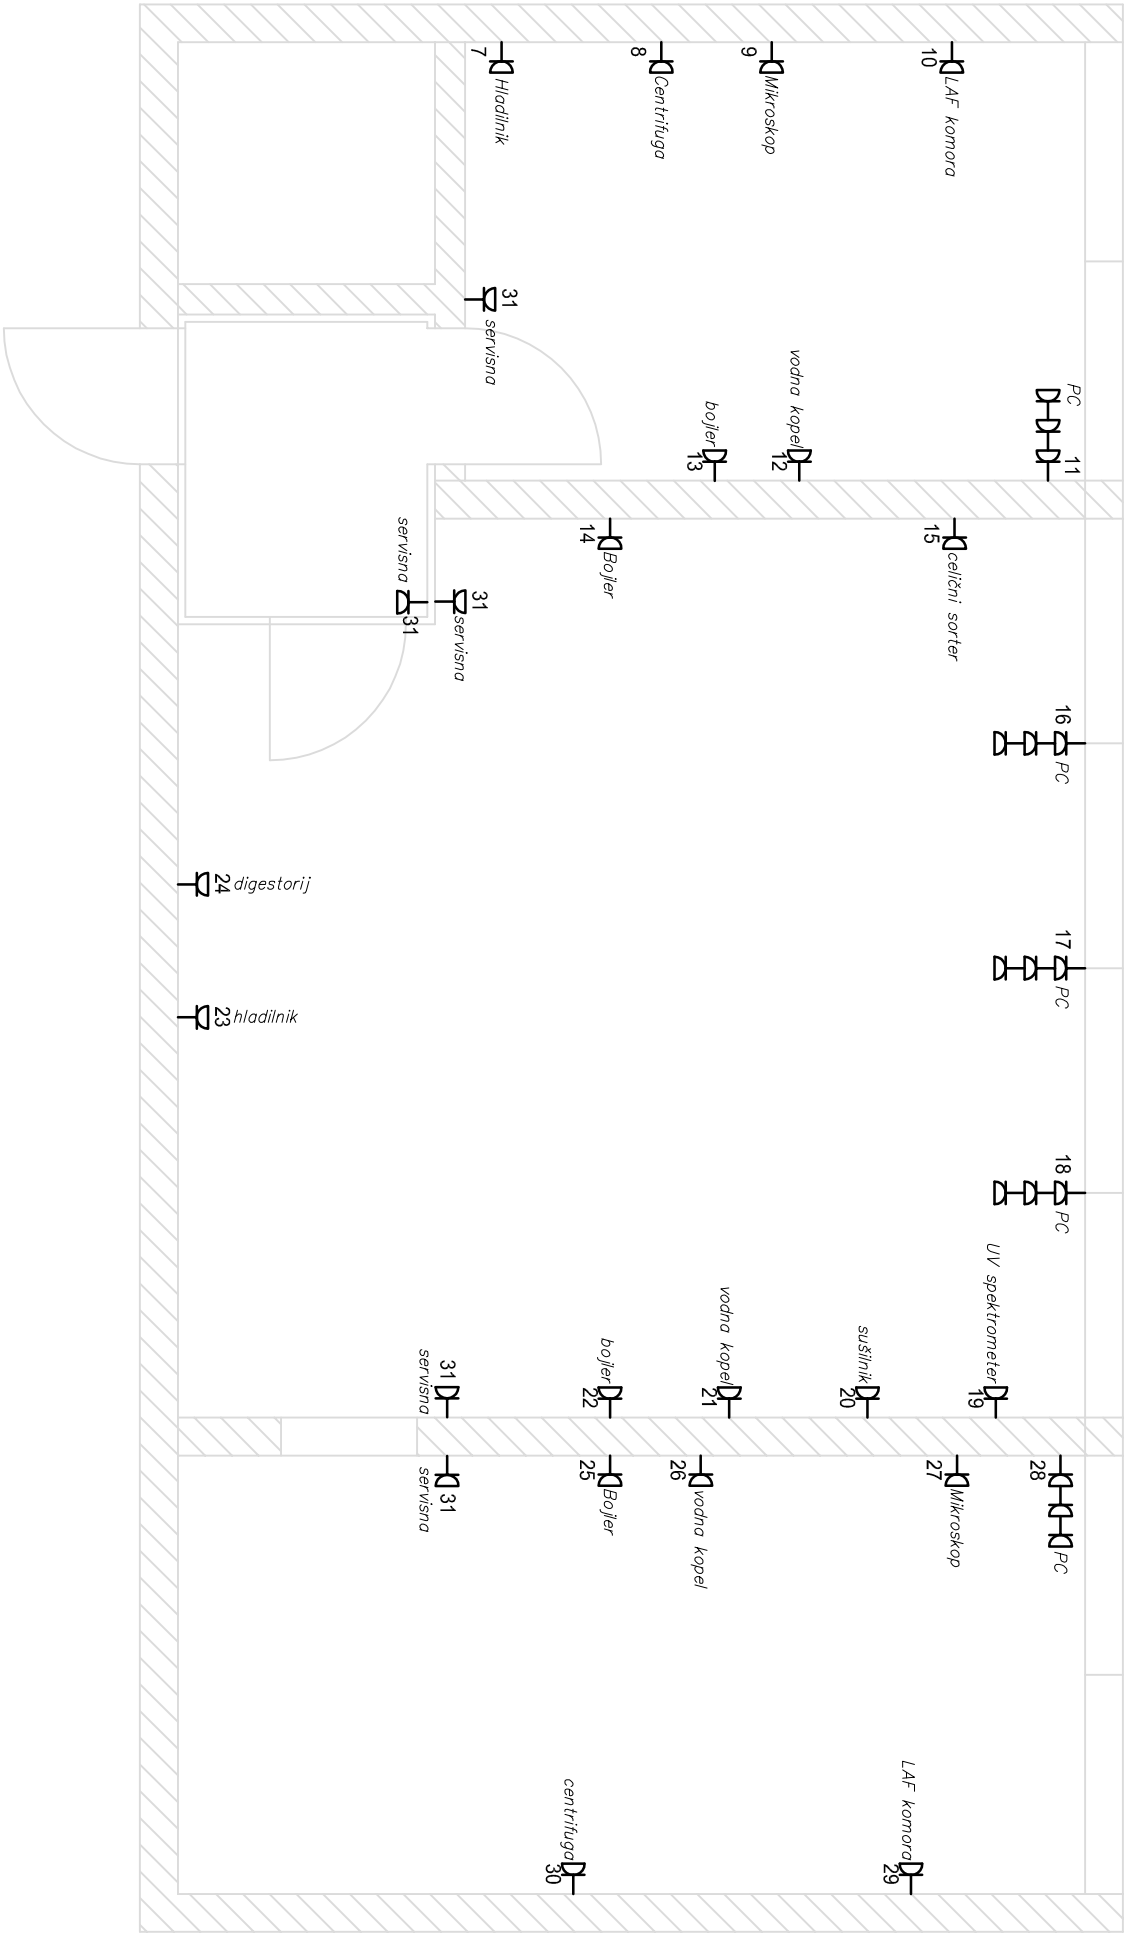 7
Hladilnik
8
Centrifuga
9
Mikroskop
10
LAF komora
31
servisna
PC
11
vodna kopel
12
bojler
13
14
Bojler
15
celični sorter
servisna
31
31
servisna
16
PC
24
digestorij
17
PC
23
hladilnik
18
PC
UV spektrometer
19
sušilnik
20
vodna kopel
21
bojler
22
31
servisna
31
servisna
25
Bojler
26
vodna kopel
27
Mikroskop
28
PC
LAF komora
29
centrifuga
30